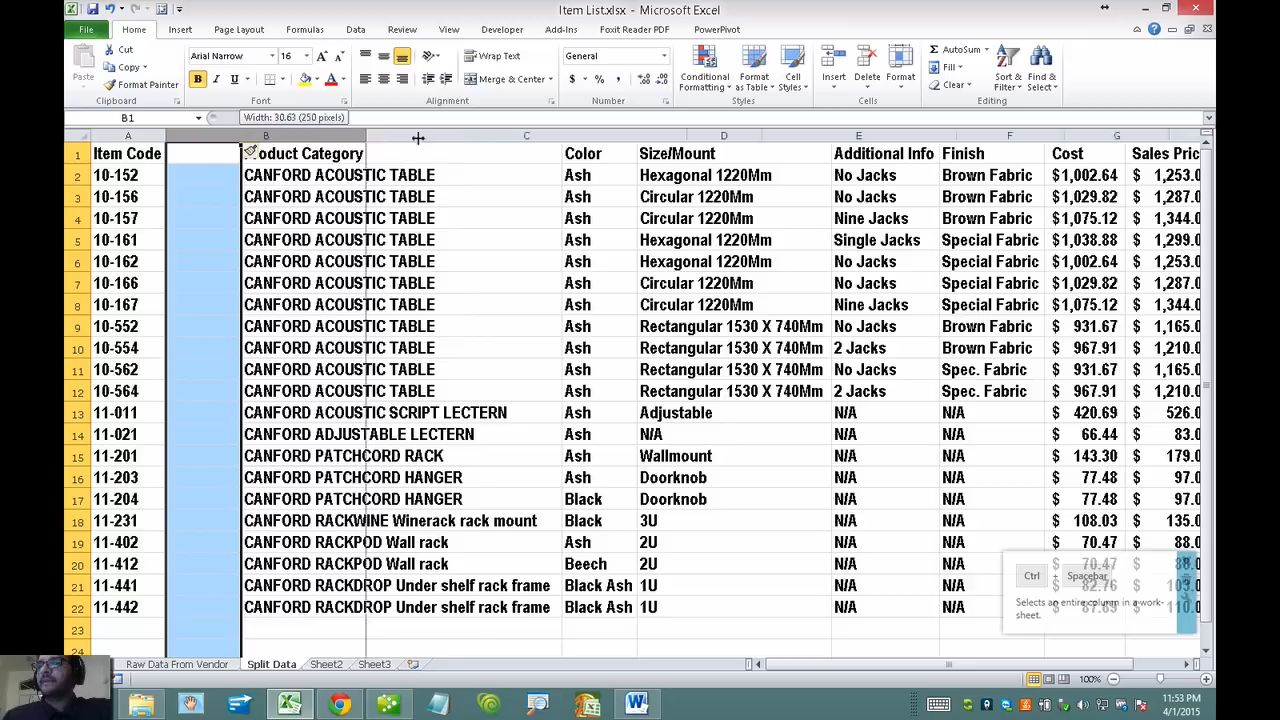 Item List.xlsx - Microsoft Excel
File Home Insert Page Layout Formulas Data Review View Developer Add-Ins Foxit Reader PDF PowerPivot
Paste Cut Copy Format Painter Clipboard
Arial Narrow 16 A A B I U A Font
Wrap Text Merge & Center Alignment
General $ % , Number
Conditional Formatting Format as Table Cell Styles Styles
Insert Delete Format Cells
AutoSum Fill Clear Sort & Filter Find & Select Editing
B1 Width: 30.63 (250 pixels)
A B C D E F G
1 Item Code oduct Category Color Size/Mount Additional Info Finish Cost Sales Pric
2 10-152 CANFORD ACOUSTIC TABLE Ash Hexagonal 1220Mm No Jacks Brown Fabric $1,002.64 $ 1,253.0
3 10-156 CANFORD ACOUSTIC TABLE Ash Circular 1220Mm No Jacks Brown Fabric $1,029.82 $ 1,287.0
4 10-157 CANFORD ACOUSTIC TABLE Ash Circular 1220Mm Nine Jacks Brown Fabric $1,075.12 $ 1,344.0
5 10-161 CANFORD ACOUSTIC TABLE Ash Hexagonal 1220Mm Single Jacks Special Fabric $1,038.88 $ 1,299.0
6 10-162 CANFORD ACOUSTIC TABLE Ash Hexagonal 1220Mm No Jacks Special Fabric $1,002.64 $ 1,253.0
7 10-166 CANFORD ACOUSTIC TABLE Ash Circular 1220Mm No Jacks Special Fabric $1,029.82 $ 1,287.0
8 10-167 CANFORD ACOUSTIC TABLE Ash Circular 1220Mm Nine Jacks Special Fabric $1,075.12 $ 1,344.0
9 10-552 CANFORD ACOUSTIC TABLE Ash Rectangular 1530 X 740Mm No Jacks Brown Fabric $ 931.67 $ 1,165.0
10 10-554 CANFORD ACOUSTIC TABLE Ash Rectangular 1530 X 740Mm 2 Jacks Brown Fabric $ 967.91 $ 1,210.0
11 10-562 CANFORD ACOUSTIC TABLE Ash Rectangular 1530 X 740Mm No Jacks Spec. Fabric $ 931.67 $ 1,165.0
12 10-564 CANFORD ACOUSTIC TABLE Ash Rectangular 1530 X 740Mm 2 Jacks Spec. Fabric $ 967.91 $ 1,210.0
13 11-011 CANFORD ACOUSTIC SCRIPT LECTERN Ash Adjustable N/A N/A $ 420.69 $ 526.0
14 11-021 CANFORD ADJUSTABLE LECTERN Ash N/A N/A N/A $ 66.44 $ 83.0
15 11-201 CANFORD PATCHCORD RACK Ash Wallmount N/A N/A $ 143.30 $ 179.0
16 11-203 CANFORD PATCHCORD HANGER Ash Doorknob N/A N/A $ 77.48 $ 97.0
17 11-204 CANFORD PATCHCORD HANGER Black Doorknob N/A N/A $ 77.48 $ 97.0
18 11-231 CANFORD RACKWINE Winerack rack mount Black 3U N/A N/A $ 108.03 $ 135.0
19 11-402 CANFORD RACKPOD Wall rack Ash 2U N/A N/A $ 70.47 $ 88.0
20 11-412 CANFORD RACKPOD Wall rack Beech 2U N/A N/A $ 70.47 $ 88.0
21 11-441 CANFORD RACKDROP Under shelf rack frame Black Ash 1U N/A N/A $ 82.76 $ 103.0
22 11-442 CANFORD RACKDROP Under shelf rack frame Black Ash 1U N/A N/A $ 87.69 $ 110.0
23
24
Ctrl + Spacebar
Selects an entire column in a work-
sheet.
Raw Data From Vendor Split Data Sheet2 Sheet3
100%
11:53 PM
4/1/2015